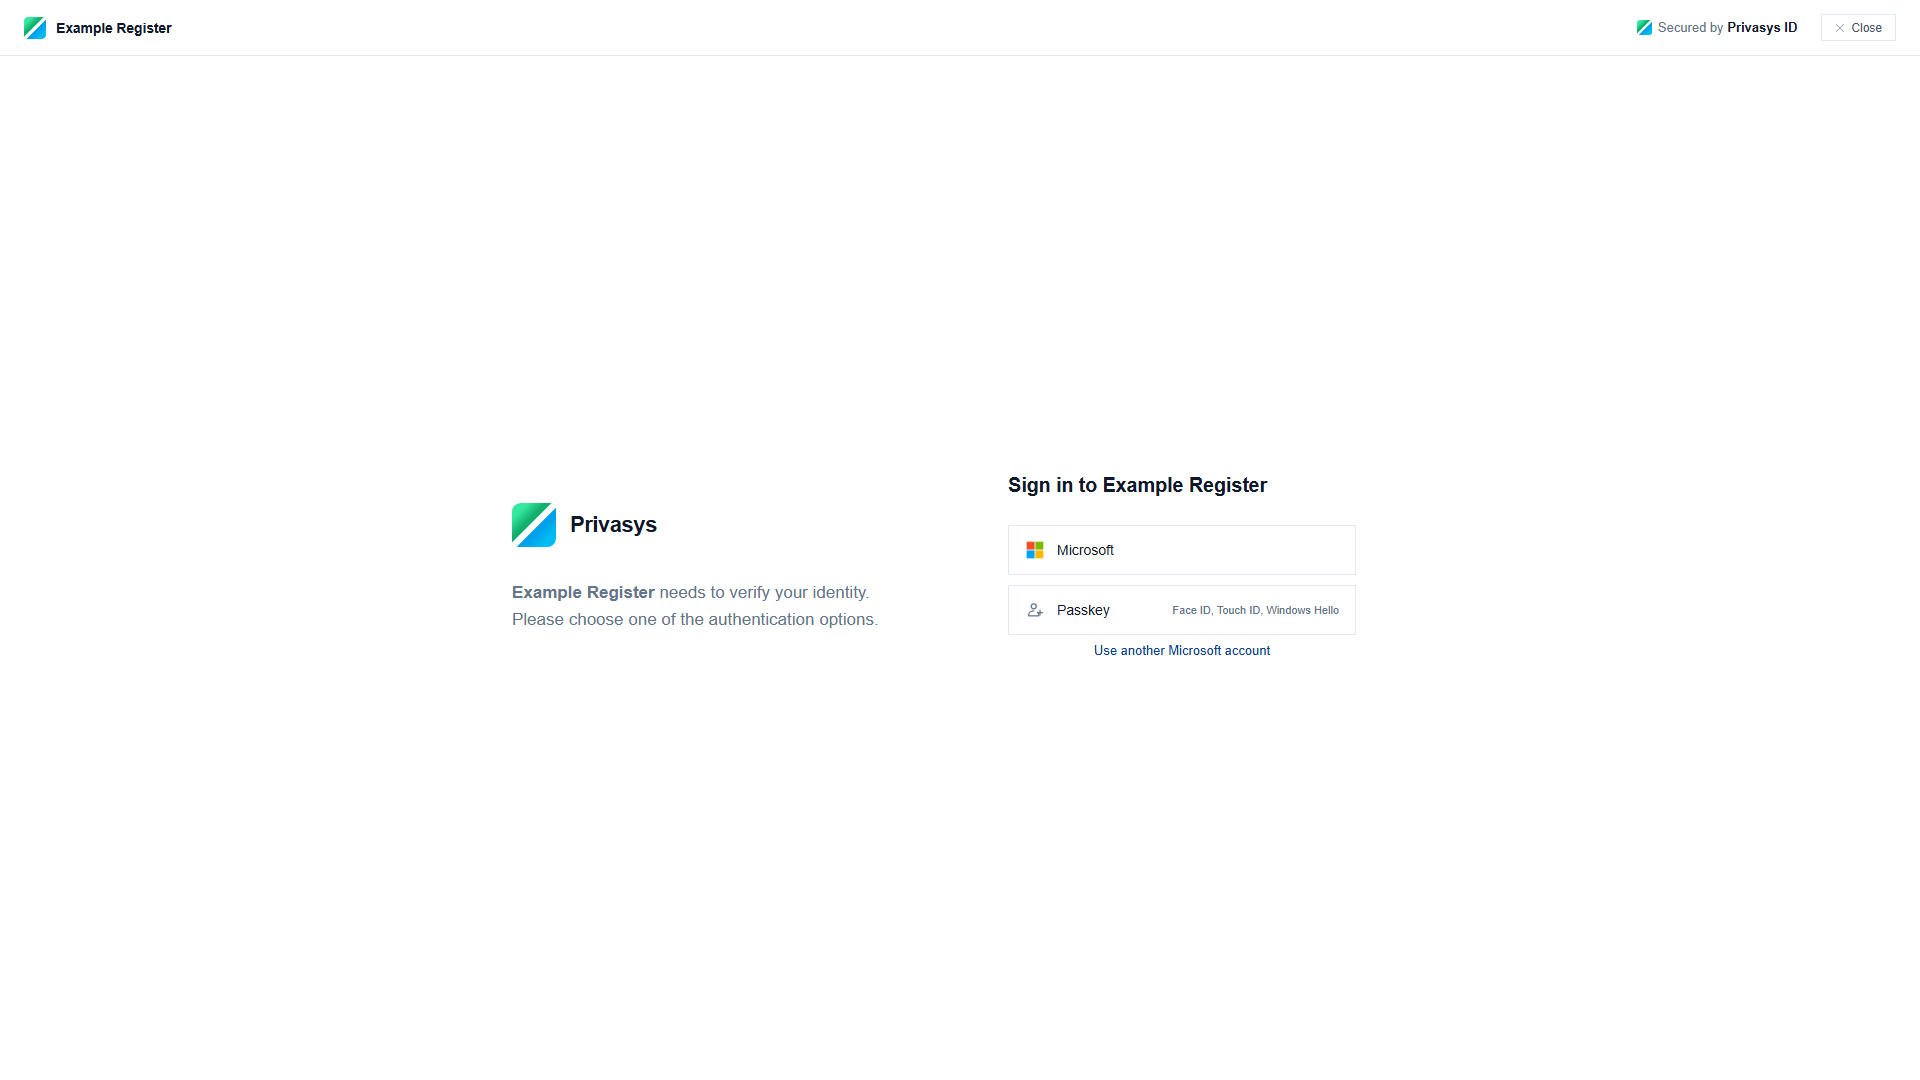 Example Register
Secured by Privasys ID
Close
Privasys
Example Register needs to verify your identity.
Please choose one of the authentication options.
Sign in to Example Register
Microsoft
Passkey Face ID, Touch ID, Windows Hello
Use another Microsoft account